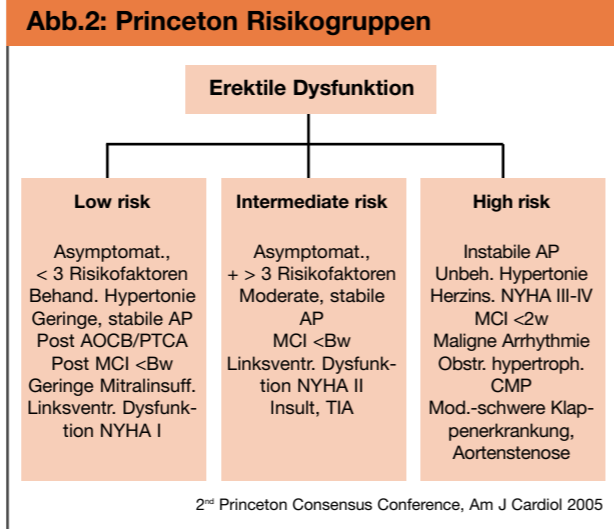 Abb.2: Princeton Risikogruppen
Erektile Dysfunktion
Low risk
Asymptomat.,
< 3 Risikofaktoren
Behand. Hypertonie
Geringe, stabile AP
Post AOCB/PTCA
Post MCI <Bw
Geringe Mitralinsuff.
Linksventr. Dysfunk-
tion NYHA I
Intermediate risk
Asymptomat.,
+ > 3 Risikofaktoren
Moderate, stabile
AP
MCI <Bw
Linksventr. Dysfunk-
tion NYHA II
Insult, TIA
High risk
Instabile AP
Unbeh. Hypertonie
Herzins. NYHA III-IV
MCI <2w
Maligne Arrhythmie
Obstr. hypertroph.
CMP
Mod.-schwere Klap-
penerkrankung,
Aortenstenose
2nd Princeton Consensus Conference, Am J Cardiol 2005